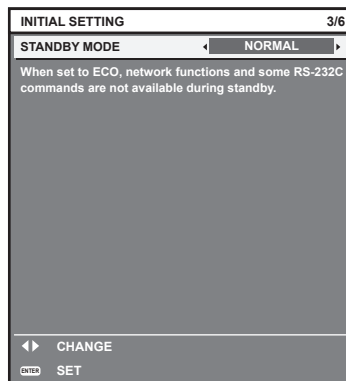 INITIAL SETTING 3/6
STANDBY MODE NORMAL
When set to ECO, network functions and some RS-232C
commands are not available during standby.
CHANGE
ENTER SET